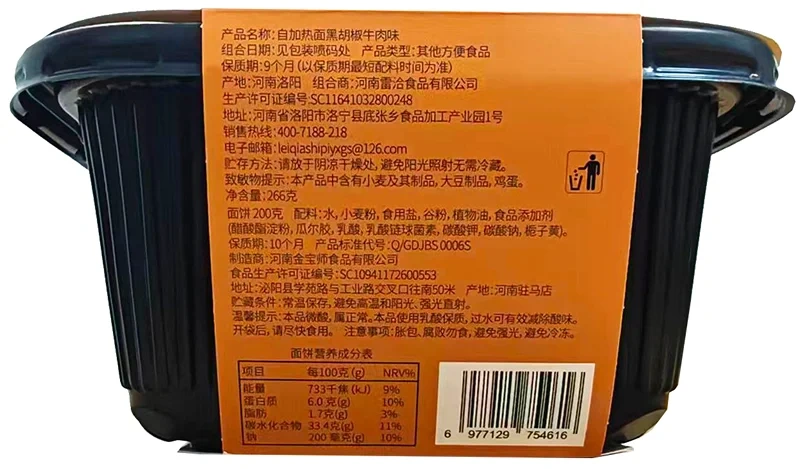 产品名称:自加热面黑胡椒牛肉味
组合日期:见包装喷码处 产品类型:其他方便食品
保质期:9个月(以保质期最短配料时间为准)
产地:河南洛阳 组合商:河南雷洽食品有限公司
生产许可证编号:SC11641032800248
地址:河南省洛阳市洛宁县底张乡食品加工产业园1号
销售热线:400-7188-218
电子邮箱:leiqiashipiyxgs@126.com
贮存方法:请放于阴凉干燥处,避免阳光照射无需冷藏。
致敏物提示:本产品中含有小麦及其制品,大豆制品,鸡蛋。
净含量:266克
面饼200克 配料:水,小麦粉,食用盐,谷粉,植物油,食品添加剂
(醋酸酯淀粉,瓜尔胶,乳酸,乳酸链球菌素,碳酸钾,碳酸钠,栀子黄)。
保质期:10个月 产品标准代号:Q/GDJBS 0006S
制造商:河南金宝师食品有限公司
食品生产许可证编号:SC10941172600553
地址:泌阳县学苑路与工业路交叉口往南50米 产地:河南驻马店
贮藏条件:常温保存,避免高温和阳光、强光直射。
温馨提示:本品微酸,属正常。本品使用乳酸保质,过水可有效减除酸味。
开袋后,请尽快食用。 注意事项:胀包、腐败勿食,避免强光,避免冷冻。
面饼营养成分表
项目 每100克(g) NRV%
能量 733千焦(kJ) 9%
蛋白质 6.0克(g) 10%
脂肪 1.7克(g) 3%
碳水化合物 33.4克(g) 11%
钠 200毫克(g) 10%
6 977129 754616